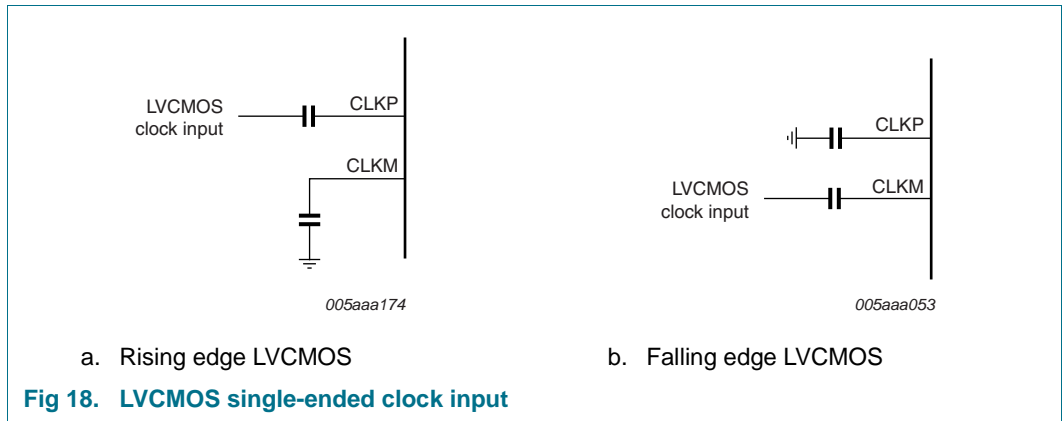 LVCMOS
clock input
CLKP
CLKM
005aaa174
a. Rising edge LVCMOS
CLKP
LVCMOS
clock input
CLKM
005aaa053
b. Falling edge LVCMOS
Fig 18. LVCMOS single-ended clock input